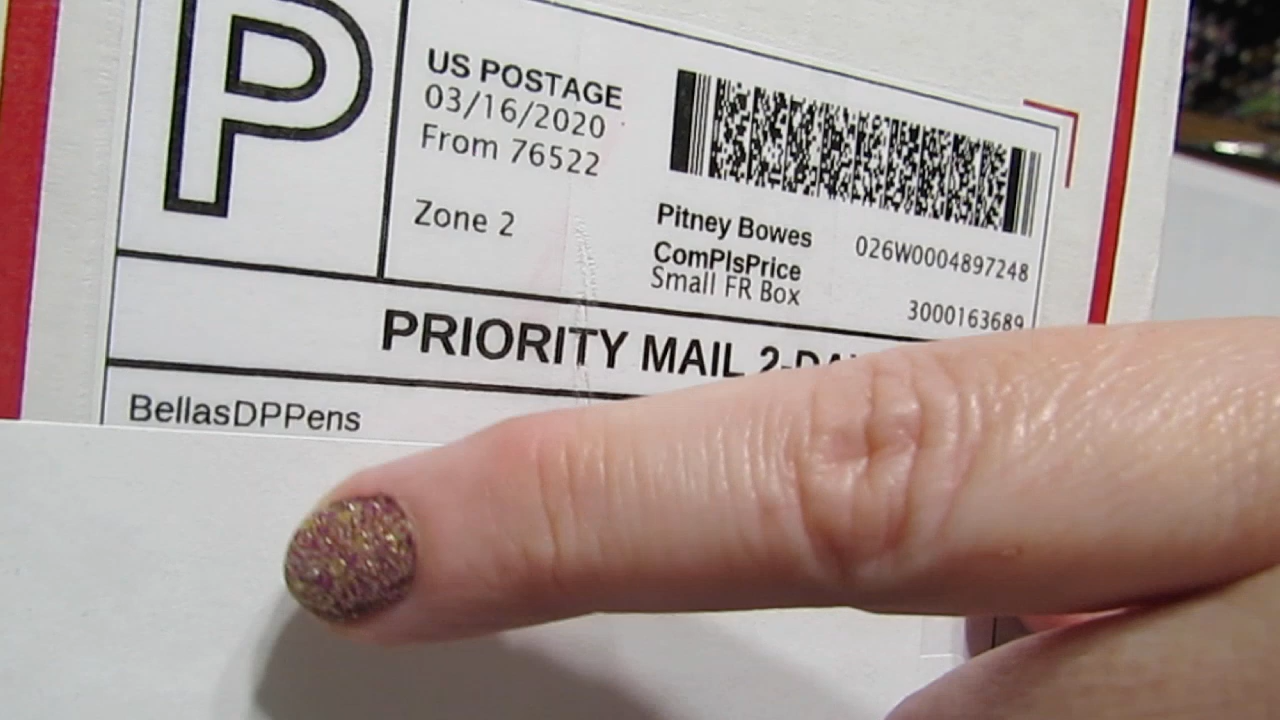 P
US POSTAGE
03/16/2020
From 76522
Zone 2
Pitney Bowes
ComPlsPrice
Small FR Box
026W0004897248
3000163689
PRIORITY MAIL
BellasDPPens